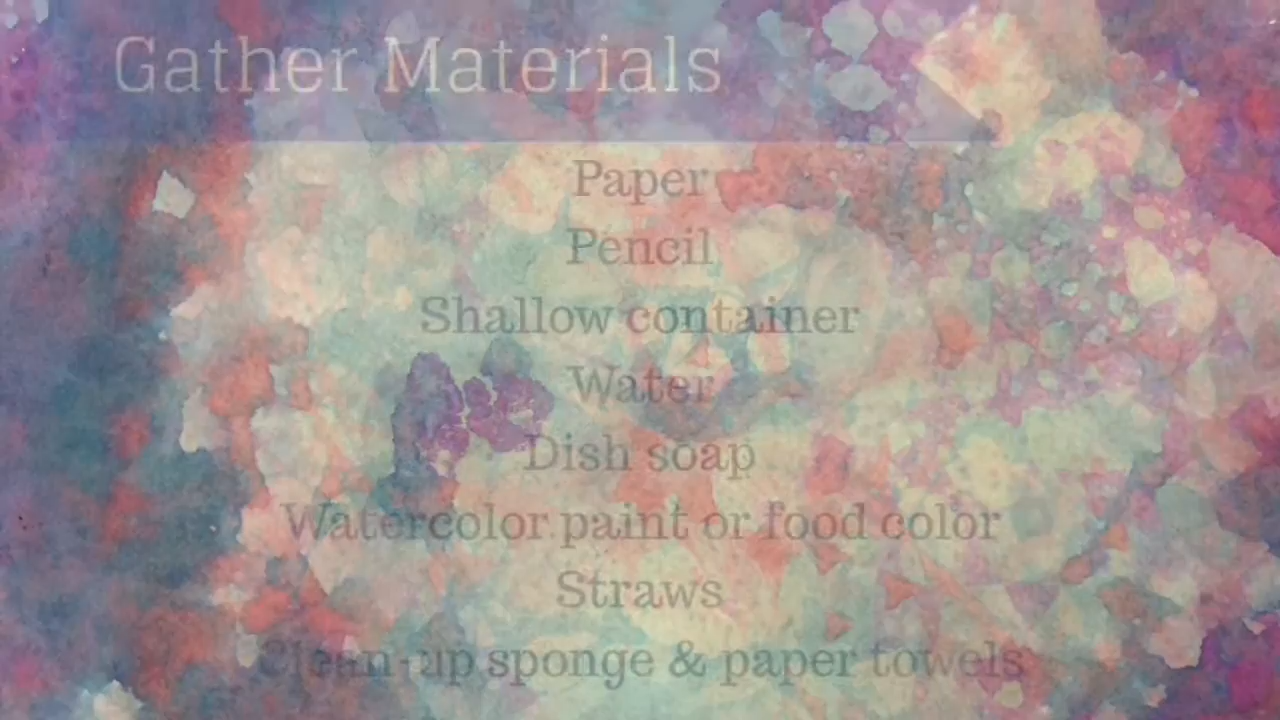 Gather Materials
Paper
Pencil
Shallow container
Water
Dish soap
Watercolor paint or food color
Straws
Clean-up sponge & paper towels